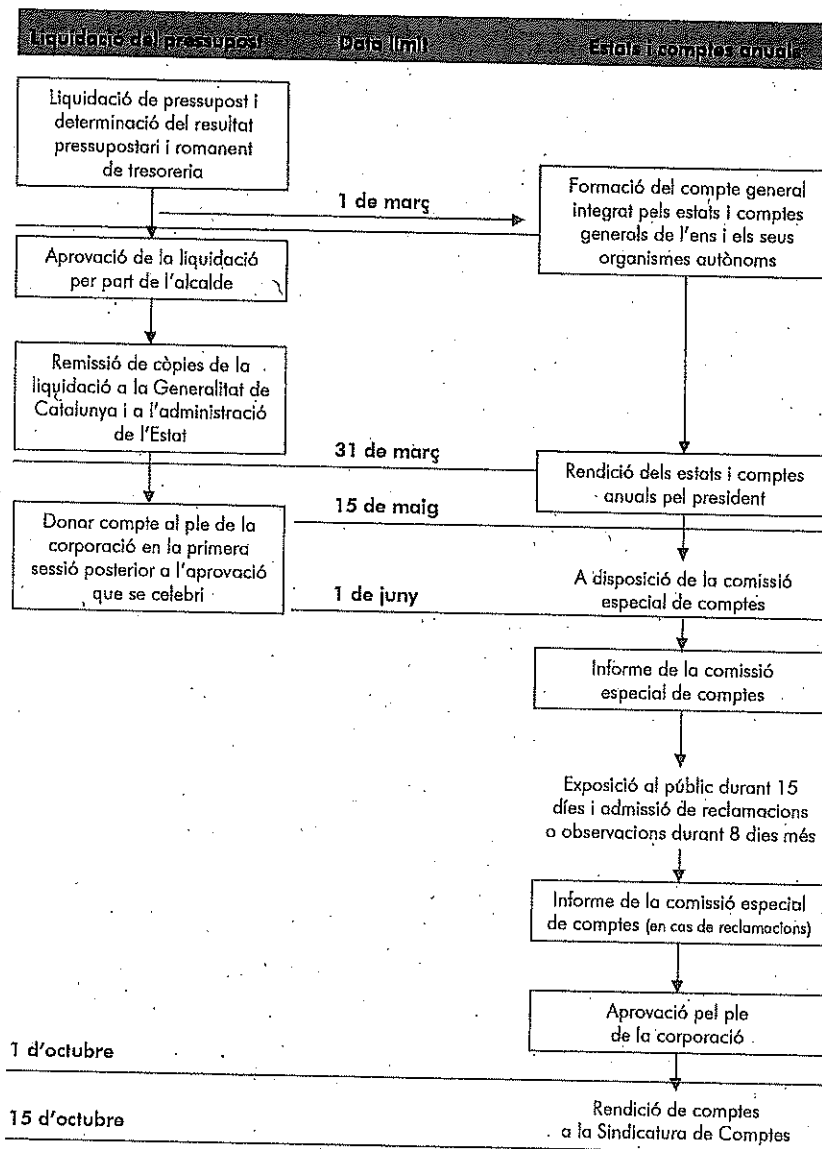 Liquidació del pressupost
Data límit
Estats i comptes anuals
Liquidació de pressupost i
determinació del resultat
pressupostari i romanent
de tresoreria
1 de març
Formació del compte general
integrat pels estats i comptes
generals de l'ens i els seus
organismes autònoms
Aprovació de la liquidació
per part de l'alcalde
Remissió de còpies de la
liquidació a la Generalitat de
Catalunya i a l'administració
de l'Estat
31 de març
Rendició dels estats i comptes
anuals pel president
15 de maig
Donar compte al ple de la
corporació en la primera
sessió posterior a l'aprovació
que se celebri
A disposició de la comissió
especial de comptes
1 de juny
Informe de la comissió
especial de comptes
Exposició al públic durant 15
díes i admissió de reclamacions
o observacions durant 8 dies més
Informe de la comissió especial
de comptes (en cas de reclamacions)
Aprovació pel ple
de la corporació
1 d'octubre
15 d'octubre
Rendició de comptes
a la Sindicatura de Comptes